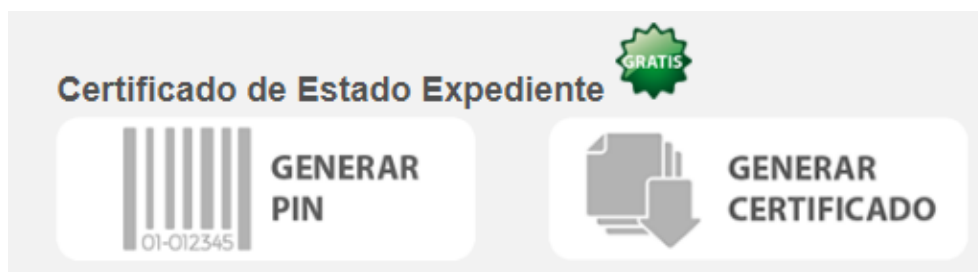 GRATIS
Certificado de Estado Expediente
GENERAR
PIN
01-012345
GENERAR
CERTIFICADO